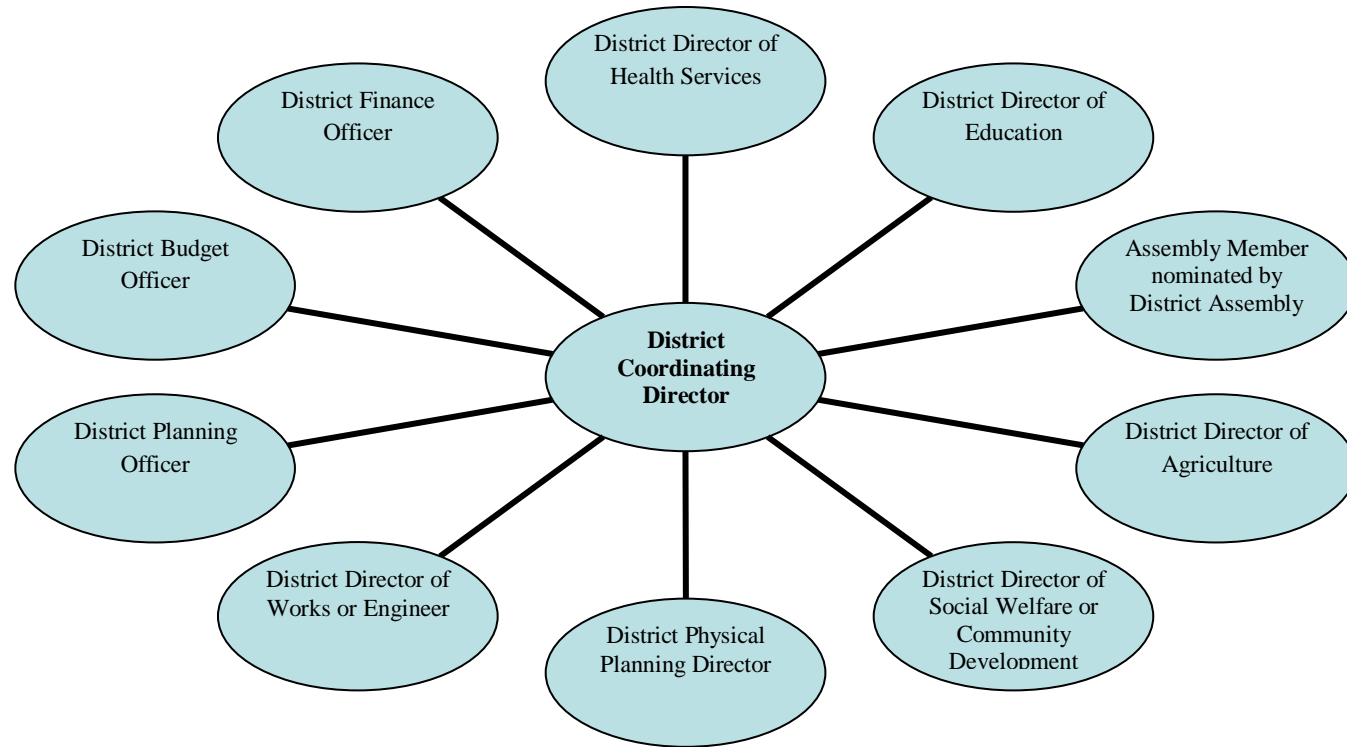 District Director of
Health Services
District Finance
Officer
District Director of
Education
District Budget
Officer
Assembly Member
nominated by
District Assembly
District
Coordinating
Director
District Planning
Officer
District Director of
Agriculture
District Director of
Works or Engineer
District Physical
Planning Director
District Director of
Social Welfare or
Community
Development